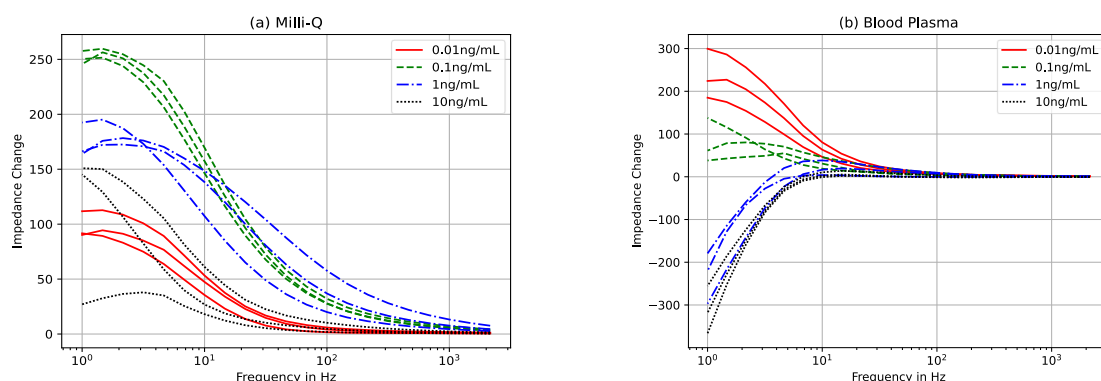 (a) Milli-Q
250
200
150
100
50
0
Impedance Change
10⁰ 10¹ 10² 10³
Frequency in Hz
0.01ng/mL
0.1ng/mL
1ng/mL
10ng/mL
(b) Blood Plasma
300
200
100
0
−100
−200
−300
Impedance Change
10⁰ 10¹ 10² 10³
Frequency in Hz
0.01ng/mL
0.1ng/mL
1ng/mL
10ng/mL